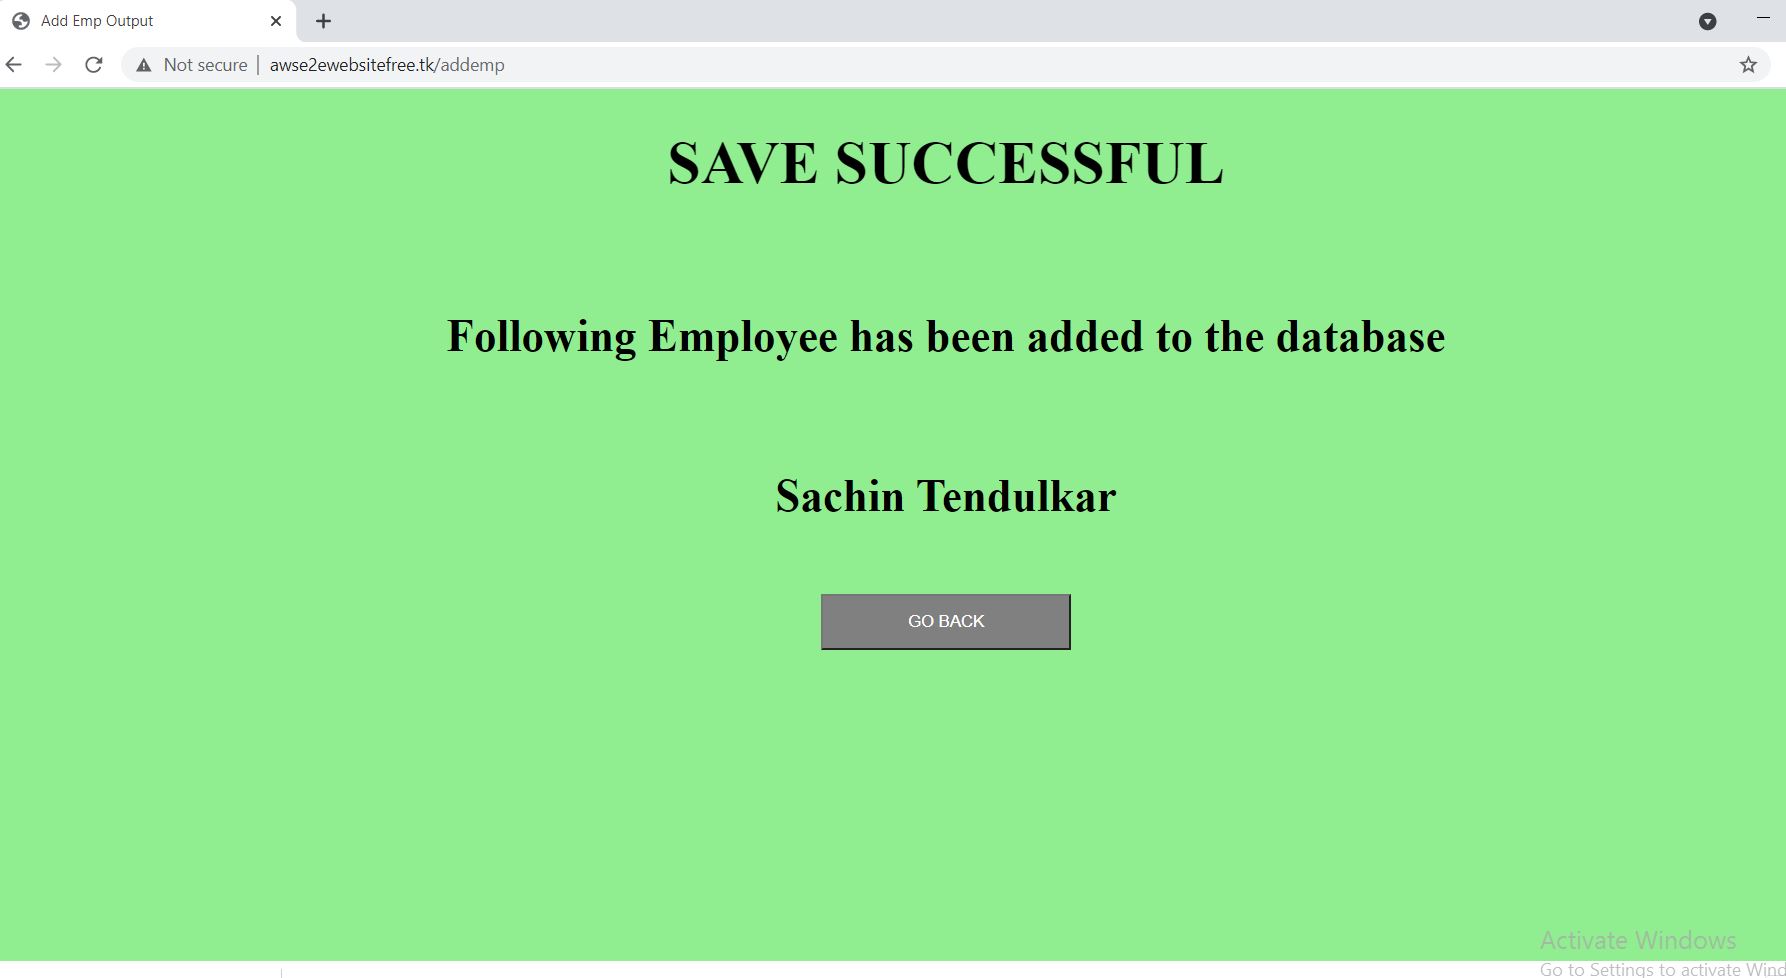 Add Emp Output
Not secure awse2ewebsitefree.tk/addemp
SAVE SUCCESSFUL
Following Employee has been added to the database
Sachin Tendulkar
GO BACK
Activate Windows
Go to Settings to activate Wind